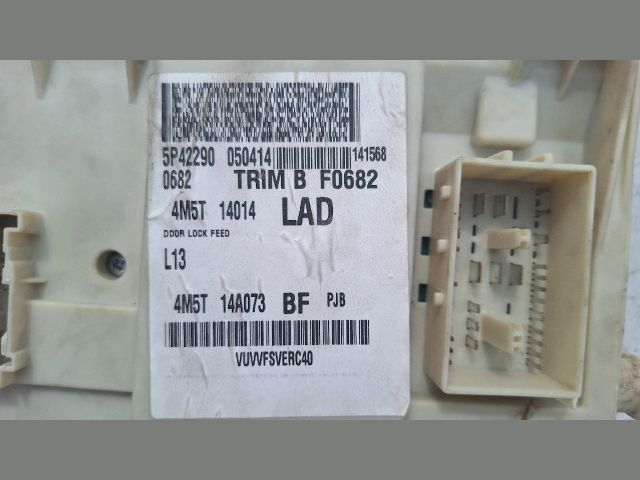 5P42290 050414 141568
0682 TRIM B F0682
4M5T 14014 LAD
DOOR LOCK FEED
L13
4M5T 14A073 BF PJB
VUVVFSVERC40